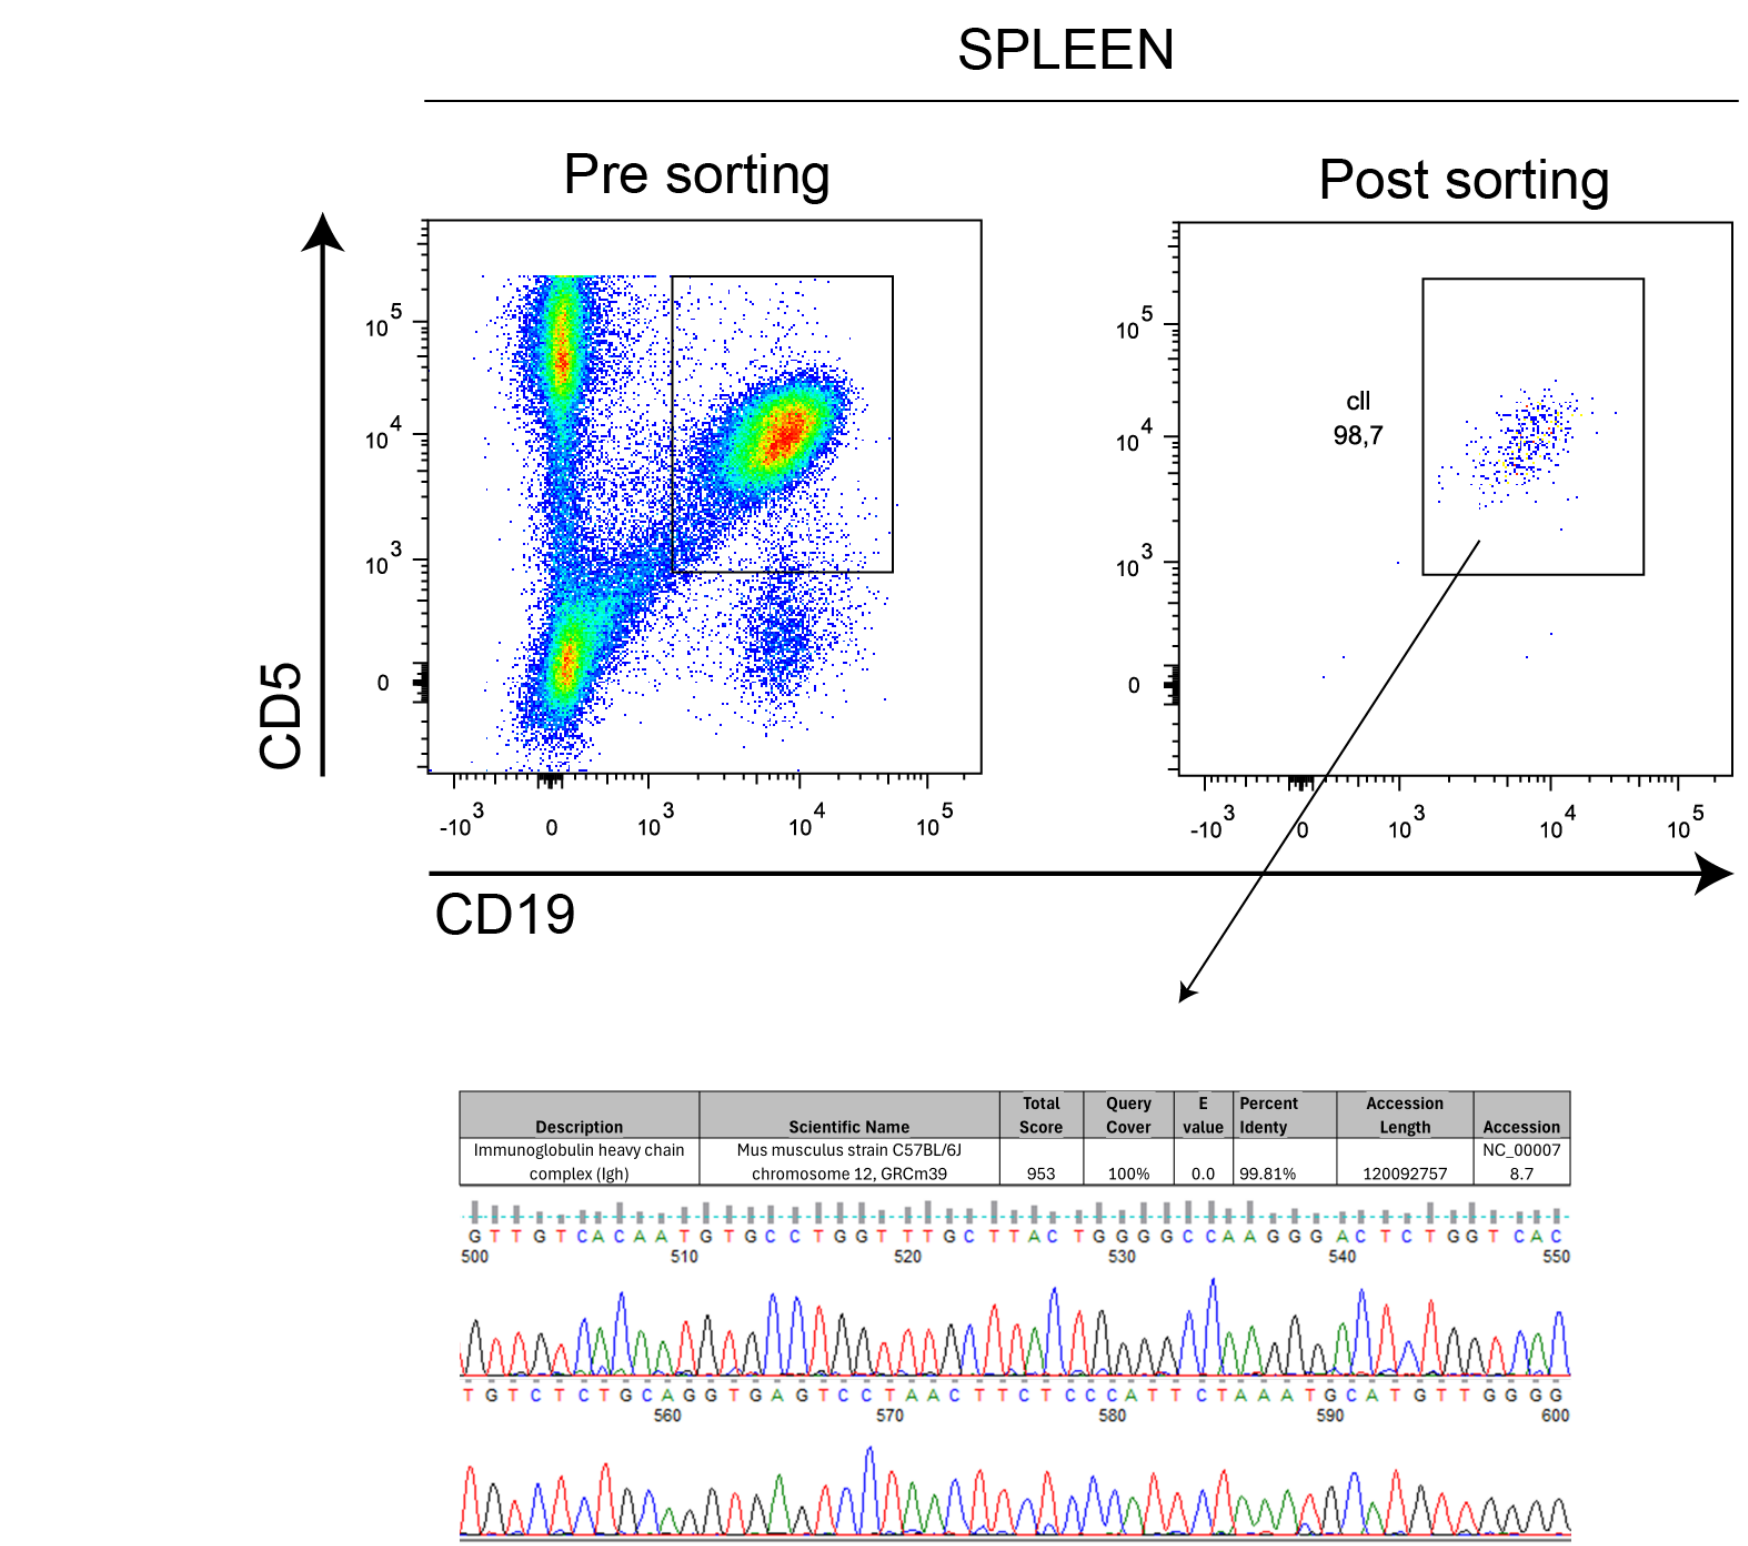 SPLEEN
Pre sorting
Post sorting
CD5
10^5
10^4
10^3
0
-10^3 0 10^3 10^4 10^5
10^5
10^4
10^3
0
cll
98,7
-10^3 0 10^3 10^4 10^5
CD19
Description Scientific Name Total Score Query Cover E value Percent Identy Accession Length Accession
Immunoglobulin heavy chain complex (Igh) Mus musculus strain C57BL/6J chromosome 12, GRCm39 953 100% 0.0 99.81% 120092757 NC_00007 8.7
G T T G T C A C A A T G T G C C T G G T T T G C T T A C T G G G G C C A A G G G A C T C T G G T C A C
500 510 520 530 540 550
T G T C T C T G C A G G T G A G T C C T A A C T T C T C C C A T T C T A A A T G C A T G T T G G G G
560 570 580 590 600